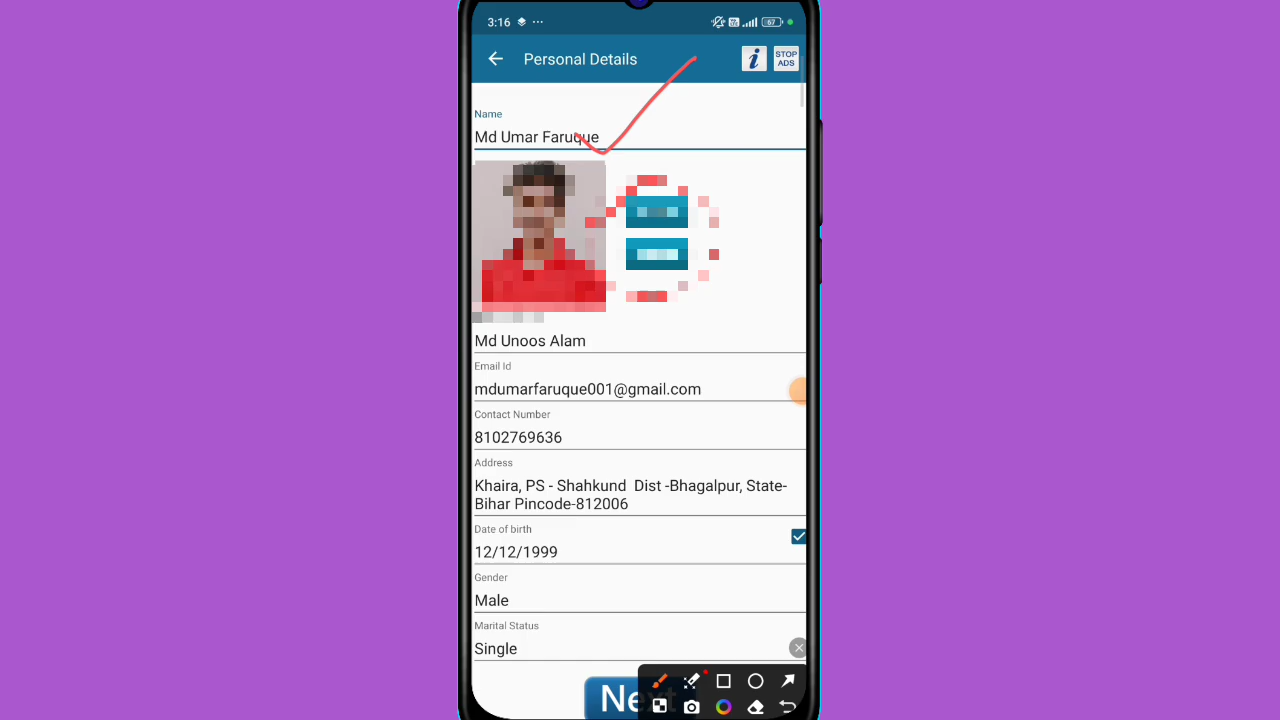 3:16
67
Personal Details
i
STOP
ADS
Name
Md Umar Faruque
Md Unoos Alam
Email Id
mdumarfaruque001@gmail.com
Contact Number
8102769636
Address
Khaira, PS - Shahkund Dist -Bhagalpur, State-
Bihar Pincode-812006
Date of birth
12/12/1999
Gender
Male
Marital Status
Single